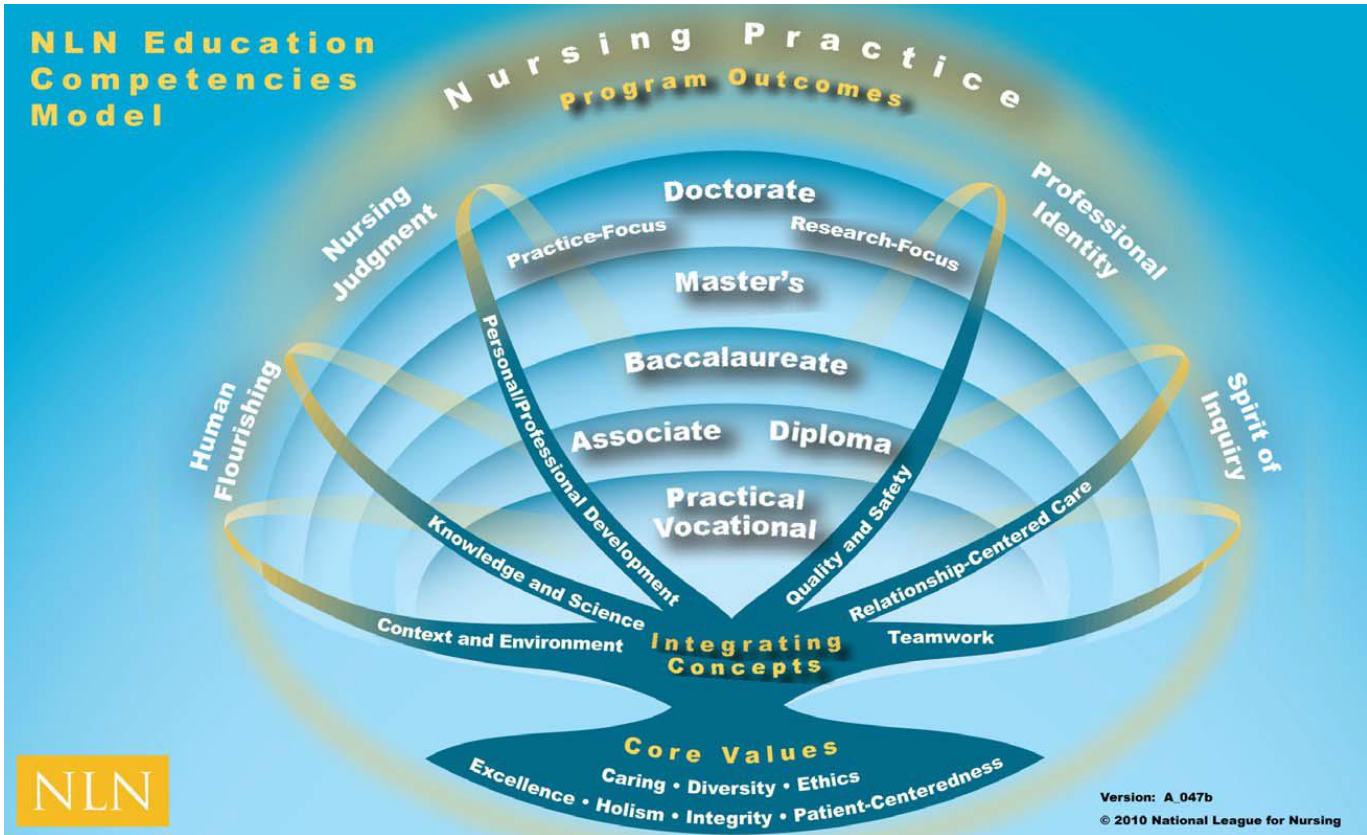 NLN Education
Competencies
Model
Nursing Practice
Program Outcomes
Nursing
Judgment
Professional
Identity
Human
Flourishing
Spirit of
Inquiry
Doctorate
Practice-Focus
Research-Focus
Master's
Baccalaureate
Associate
Diploma
Practical
Vocational
Personal/Professional Development
Quality and Safety
Knowledge and Science
Relationship-Centered Care
Context and Environment
Teamwork
Integrating
Concepts
Core Values
Caring • Diversity • Ethics
Excellence • Holism • Integrity • Patient-Centeredness
NLN
Version: A_047b
© 2010 National League for Nursing